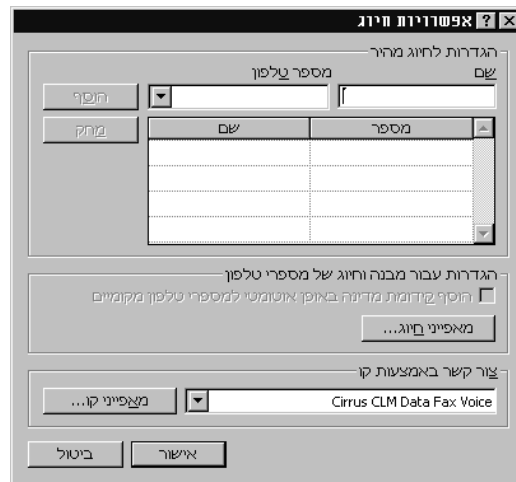 אפשרויות חיוג
הגדרות לחיוג מהיר
שם
מספר טלפון
הוסף
מספר
שם
מחק
הגדרות עבור מבנה וחיוג של מספרי טלפון
הוסף קידומת מדינה באופן אוטומטי למספרי טלפון מקומיים
מאפייני חיוג...
צור קשר באמצעות קו
Cirrus CLM Data Fax Voice
מאפייני קו...
אישור
ביטול